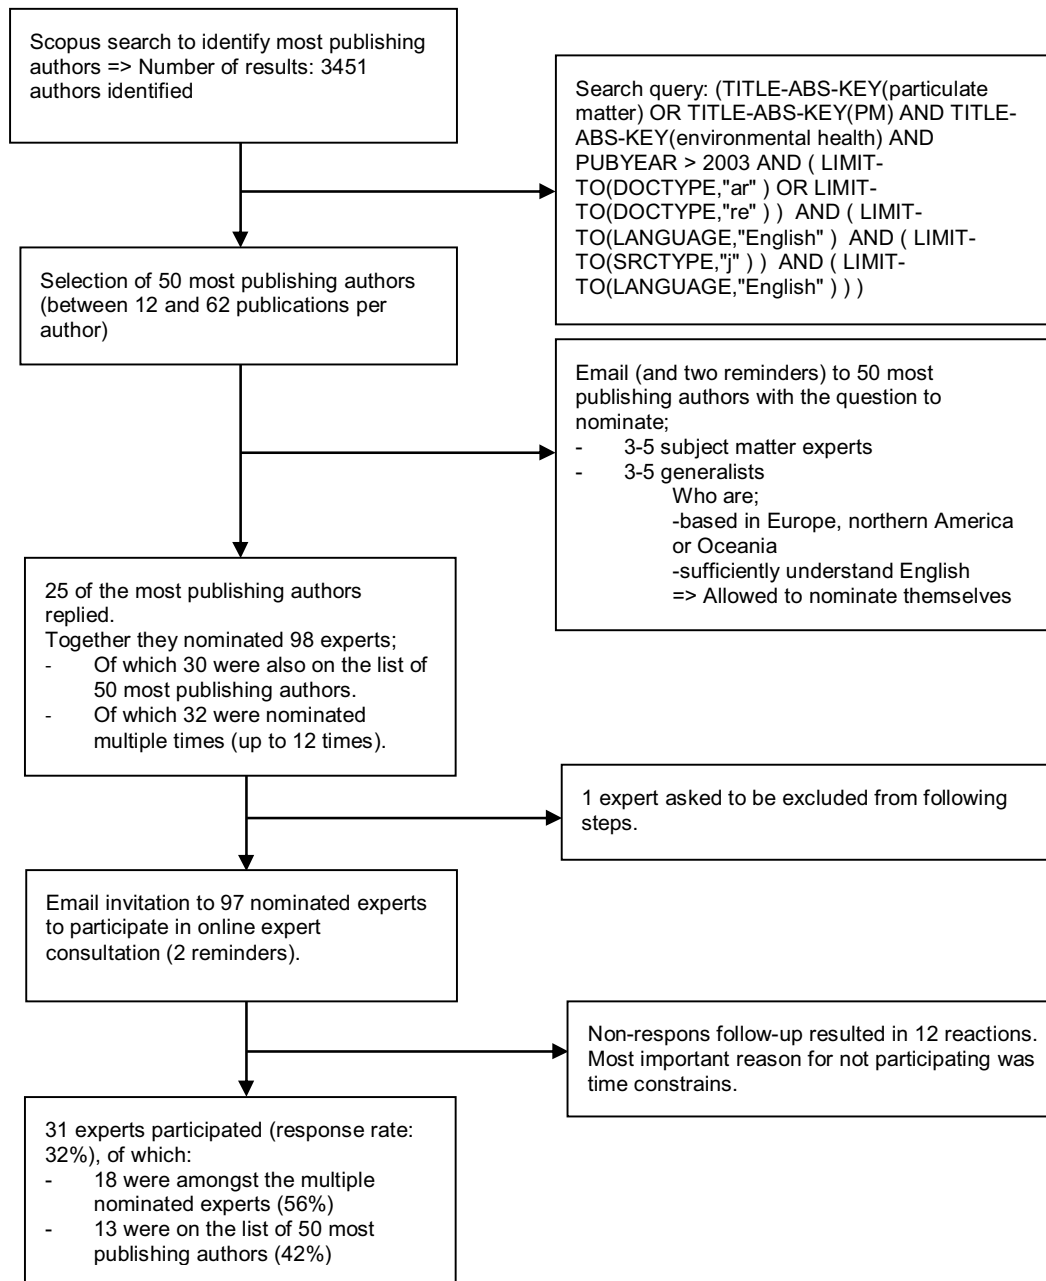 Scopus search to identify most publishing
authors => Number of results: 3451
authors identified
Search query: (TITLE-ABS-KEY(particulate
matter) OR TITLE-ABS-KEY(PM) AND TITLE-
ABS-KEY(environmental health) AND
PUBYEAR > 2003 AND ( LIMIT-
TO(DOCTYPE,"ar" ) OR LIMIT-
TO(DOCTYPE,"re" ) )  AND ( LIMIT-
TO(LANGUAGE,"English" )  AND ( LIMIT-
TO(SRCTYPE,"j" ) )  AND ( LIMIT-
TO(LANGUAGE,"English" ) ) )
Selection of 50 most publishing authors
(between 12 and 62 publications per
author)
Email (and two reminders) to 50 most
publishing authors with the question to
nominate;
- 3-5 subject matter experts
- 3-5 generalists
Who are;
-based in Europe, northern America
or Oceania
-sufficiently understand English
=> Allowed to nominate themselves
25 of the most publishing authors
replied.
Together they nominated 98 experts;
- Of which 30 were also on the list of
50 most publishing authors.
- Of which 32 were nominated
multiple times (up to 12 times).
1 expert asked to be excluded from following
steps.
Email invitation to 97 nominated experts
to participate in online expert
consultation (2 reminders).
Non-respons follow-up resulted in 12 reactions.
Most important reason for not participating was
time constrains.
31 experts participated (response rate:
32%), of which:
- 18 were amongst the multiple
nominated experts (56%)
- 13 were on the list of 50 most
publishing authors (42%)